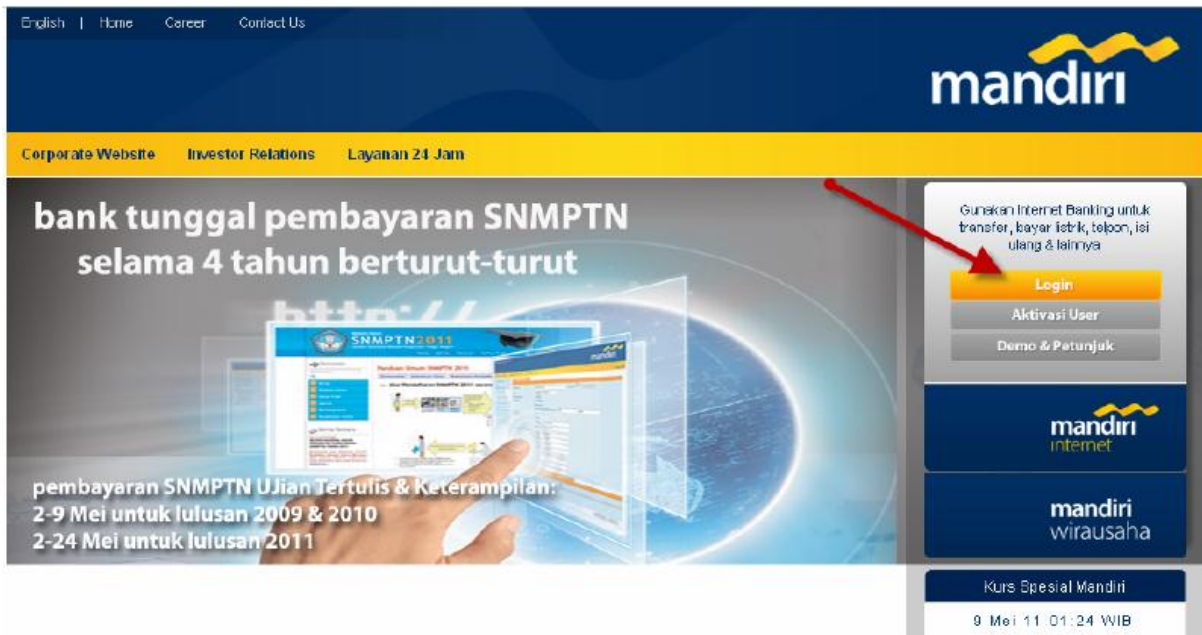 English | Home Career Contact Us
mandiri
Corporate Website Investor Relations Layanan 24 Jam
bank tunggal pembayaran SNMPTN
selama 4 tahun berturut-turut
http://
SNMPTN2011
pembayaran SNMPTN UJian Tertulis & Keterampilan:
2-9 Mei untuk lulusan 2009 & 2010
2-24 Mei untuk lulusan 2011
Gunakan Internet Banking untuk
transfer, bayar listrik, telpon, isi
ulang & lainnya
Login
Aktivasi User
Demo & Petunjuk
mandiri
internet
mandiri
wirausaha
Kurs Spesial Mandiri
9 Mei 11 01:24 WIB